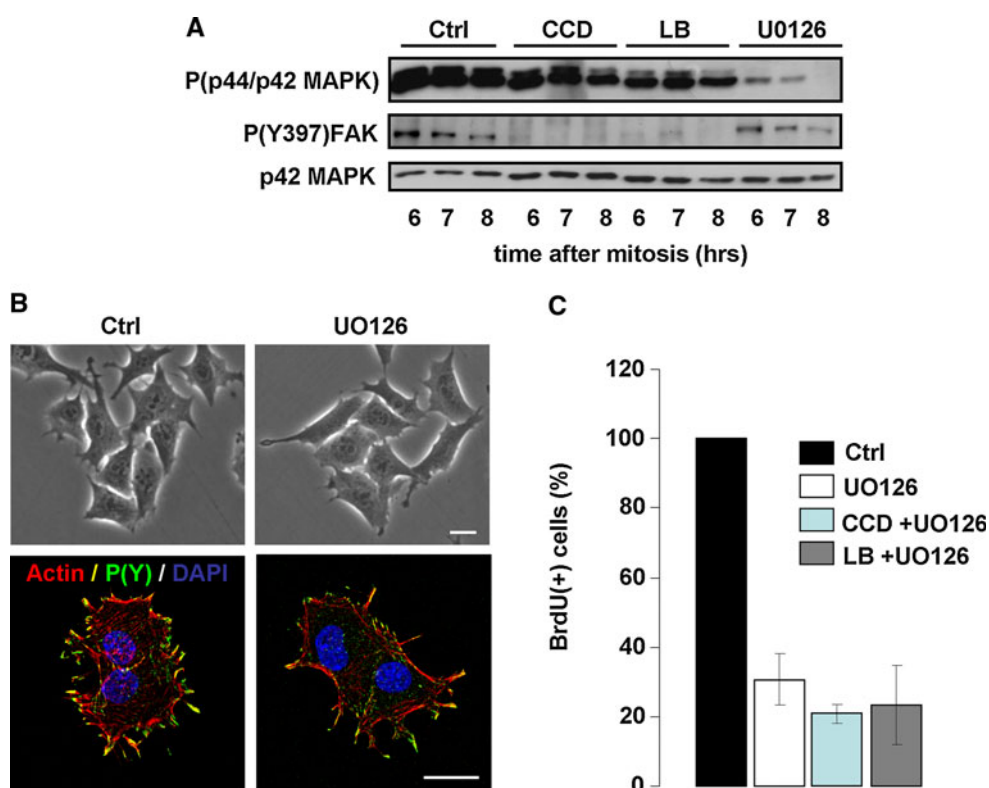 A
Ctrl CCD LB U0126
P(p44/p42 MAPK)
P(Y397)FAK
p42 MAPK
6 7 8 6 7 8 6 7 8 6 7 8
time after mitosis (hrs)
B
Ctrl UO126
Actin / P(Y) / DAPI
C
120
100
80
60
40
20
0
BrdU(+) cells (%)
Ctrl
UO126
CCD +UO126
LB +UO126